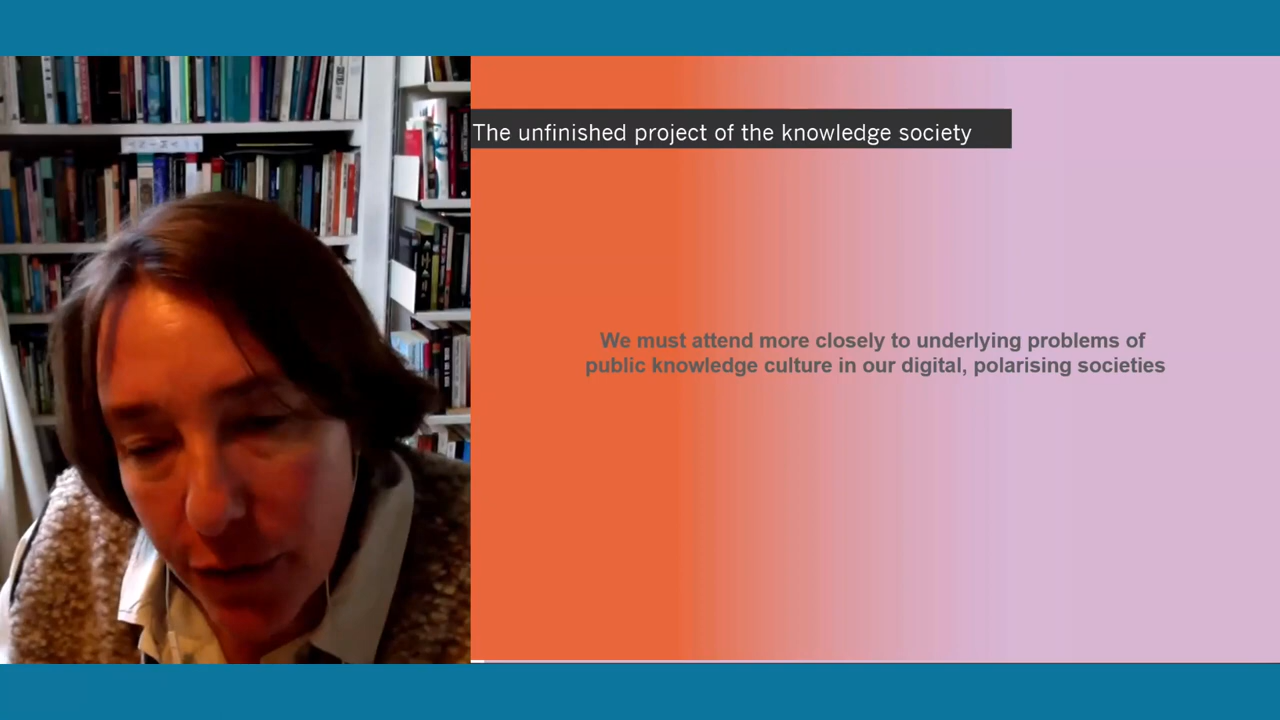 The unfinished project of the knowledge society
We must attend more closely to underlying problems of
public knowledge culture in our digital, polarising societies